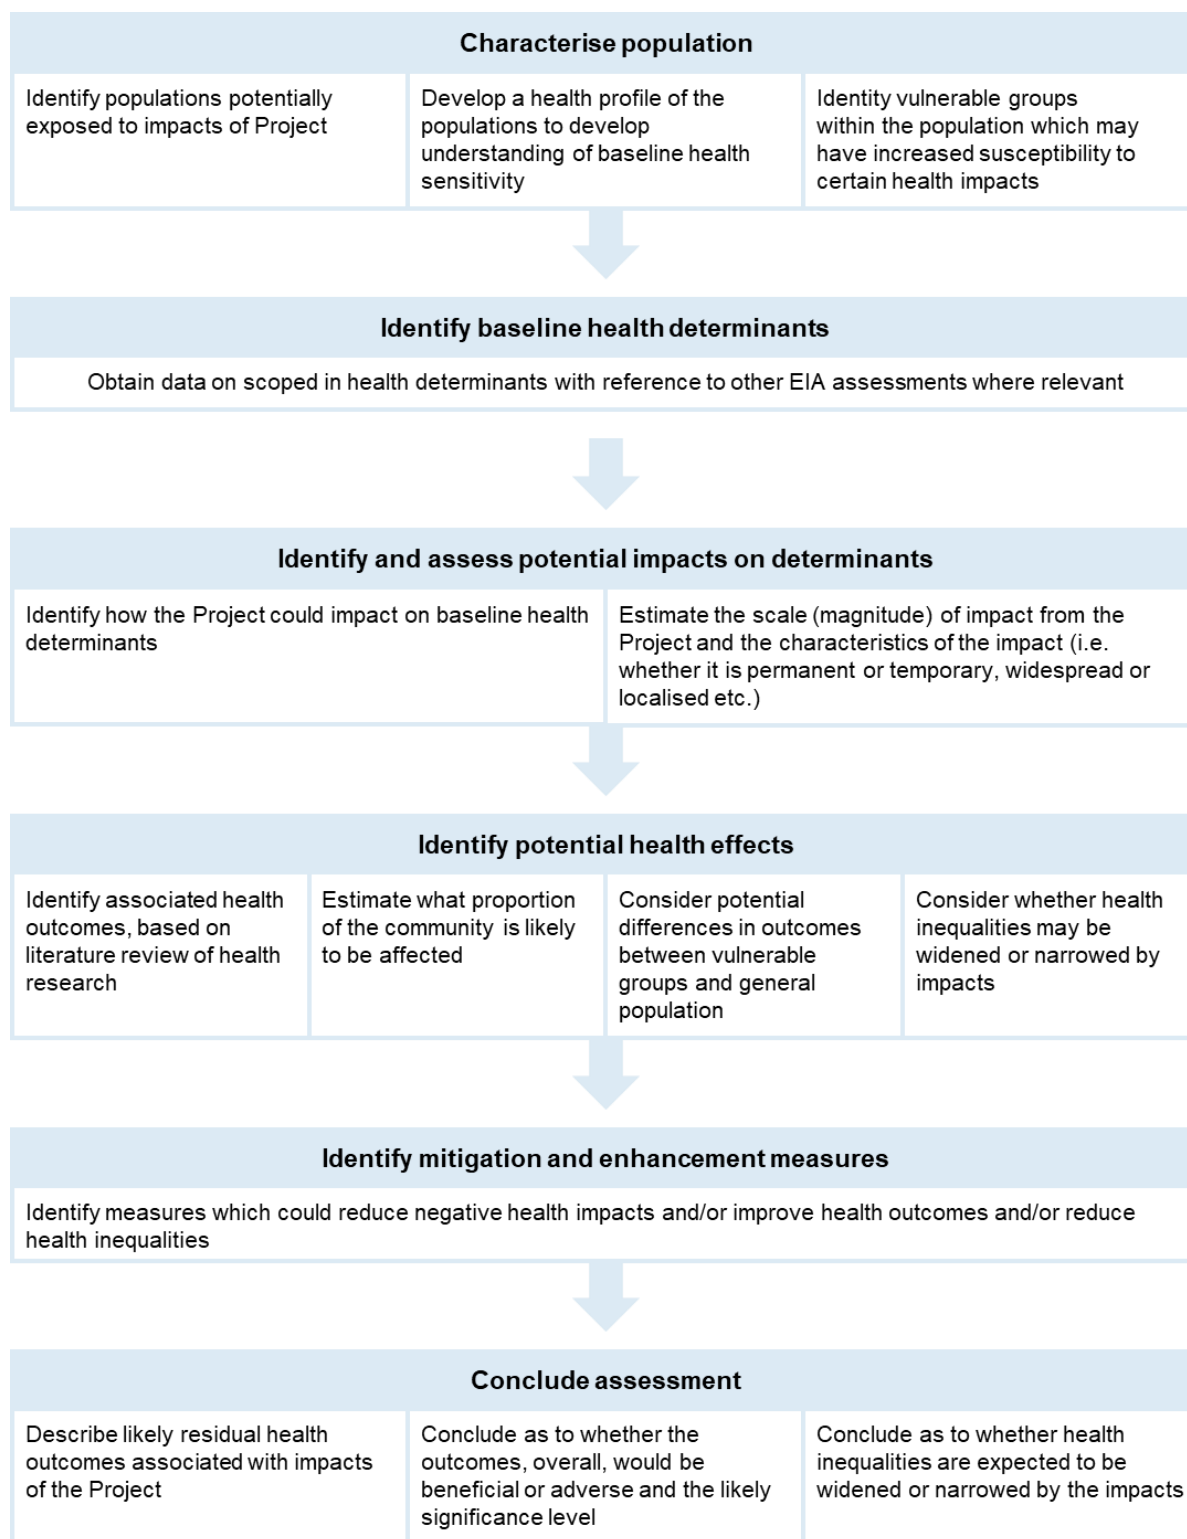 Characterise population
Identify populations potentially
exposed to impacts of Project
Develop a health profile of the
populations to develop
understanding of baseline health
sensitivity
Identity vulnerable groups
within the population which may
have increased susceptibility to
certain health impacts
Identify baseline health determinants
Obtain data on scoped in health determinants with reference to other EIA assessments where relevant
Identify and assess potential impacts on determinants
Identify how the Project could impact on baseline health
determinants
Estimate the scale (magnitude) of impact from the
Project and the characteristics of the impact (i.e.
whether it is permanent or temporary, widespread or
localised etc.)
Identify potential health effects
Identify associated health
outcomes, based on
literature review of health
research
Estimate what proportion
of the community is likely
to be affected
Consider potential
differences in outcomes
between vulnerable
groups and general
population
Consider whether health
inequalities may be
widened or narrowed by
impacts
Identify mitigation and enhancement measures
Identify measures which could reduce negative health impacts and/or improve health outcomes and/or reduce
health inequalities
Conclude assessment
Describe likely residual health
outcomes associated with impacts
of the Project
Conclude as to whether the
outcomes, overall, would be
beneficial or adverse and the likely
significance level
Conclude as to whether health
inequalities are expected to be
widened or narrowed by the impacts